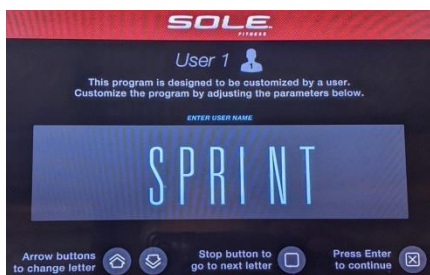 SOLE
FITNESS
User 1
1
This program is designed to be customized by a user.
Customize the program by adjusting the parameters below.
ENTER USER NAME
SPRINT
Arrow buttons
to change letter
Stop button to
go to next letter
Press Enter
to continue